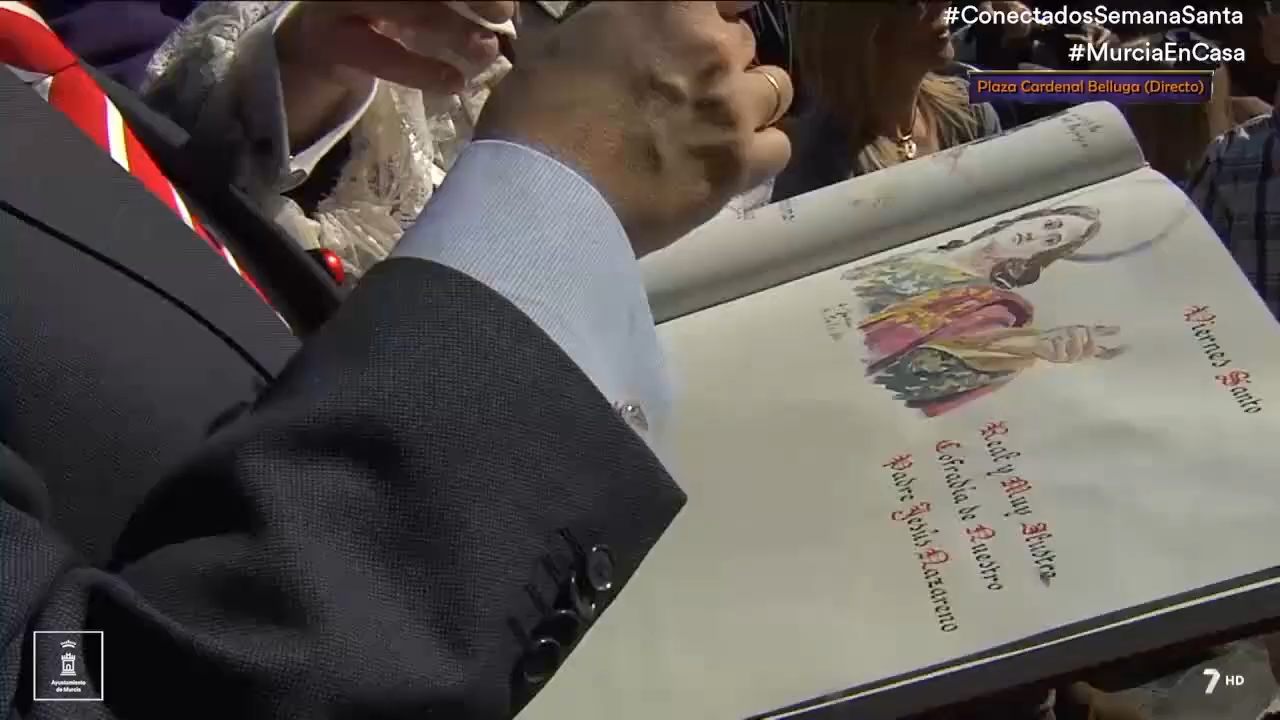 #ConectadosSemanaSanta
#MurciaEnCasa
Plaza Cardenal Belluga (Directo)
Viernes Santo
Real y Muy Ilustre
Cofradía de Nuestro
Padre Jesús Nazareno
Ayuntamiento
de Murcia
7 HD